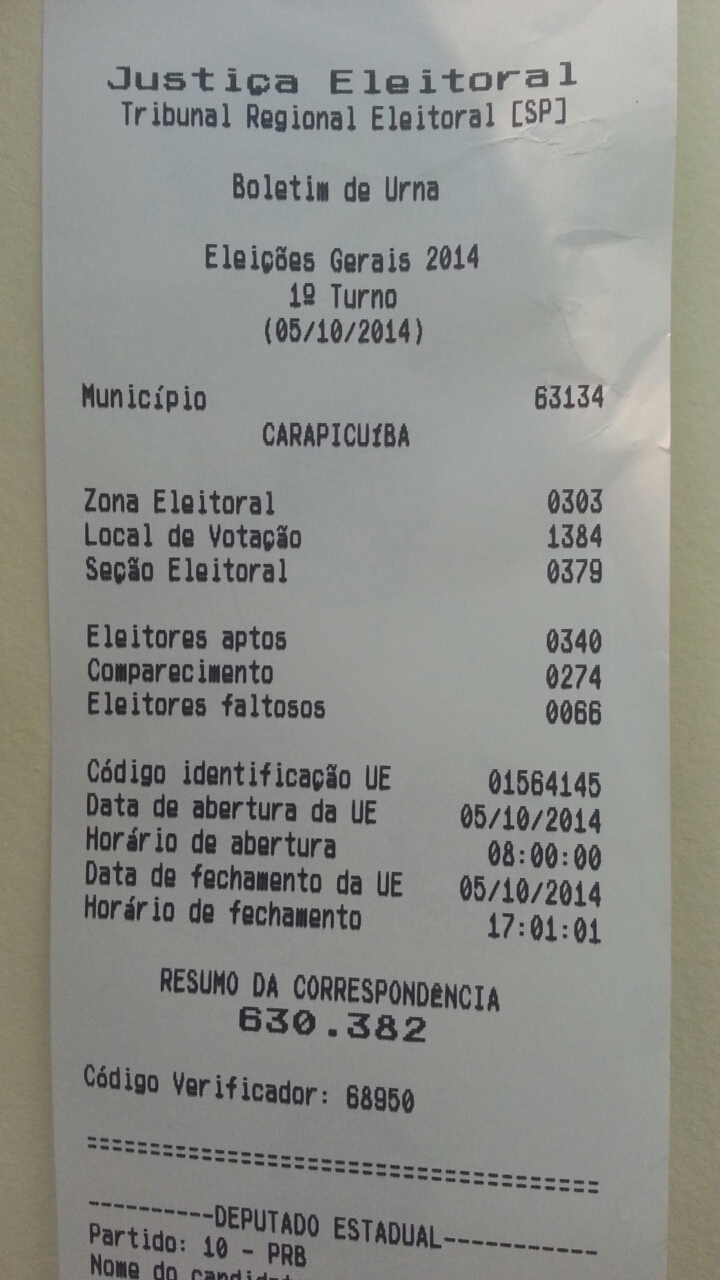 Justiça Eleitoral
Tribunal Regional Eleitoral [SP]
Boletim de Urna
Eleições Gerais 2014
1º Turno
(05/10/2014)
Município 63134
CARAPICUíBA
Zona Eleitoral 0303
Local de Votação 1384
Seção Eleitoral 0379
Eleitores aptos 0340
Comparecimento 0274
Eleitores faltosos 0066
Código identificação UE 01564145
Data de abertura da UE 05/10/2014
Horário de abertura 08:00:00
Data de fechamento da UE 05/10/2014
Horário de fechamento 17:01:01
RESUMO DA CORRESPONDêNCIA
630.382
Código Verificador: 68950
=======================================
----------DEPUTADO ESTADUAL-----------
Partido: 10 - PRB
Nome do